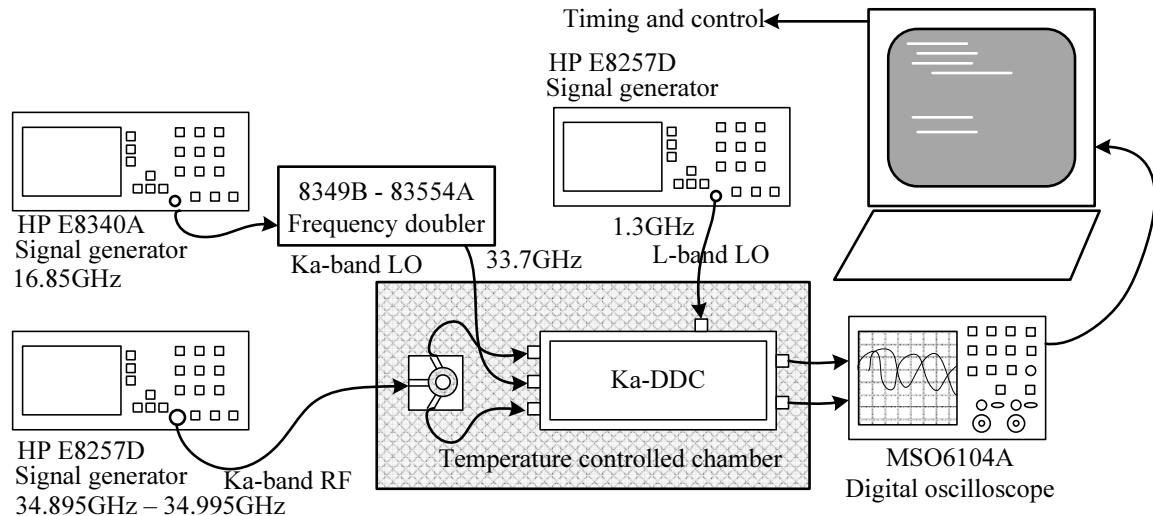 Timing and control
HP E8257D
Signal generator
8349B - 83554A
Frequency doubler
HP E8340A
Signal generator
16.85GHz
Ka-band LO
33.7GHz
1.3GHz
L-band LO
Ka-DDC
Temperature controlled chamber
HP E8257D
Signal generator
34.895GHz – 34.995GHz
Ka-band RF
MSO6104A
Digital oscilloscope